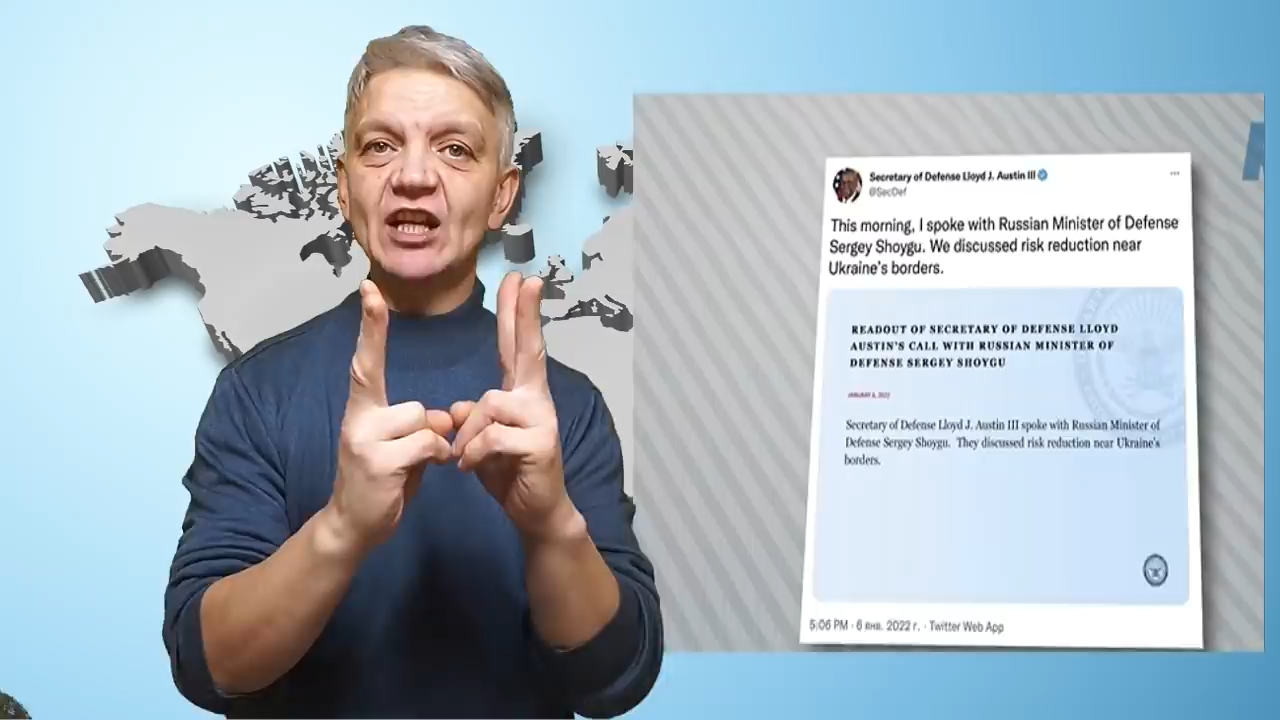 Secretary of Defense Lloyd J. Austin III
@SecDef
This morning, I spoke with Russian Minister of Defense
Sergey Shoygu. We discussed risk reduction near
Ukraine's borders.
READOUT OF SECRETARY OF DEFENSE LLOYD
AUSTIN'S CALL WITH RUSSIAN MINISTER OF
DEFENSE SERGEY SHOYGU
JANUARY 6, 2022
Secretary of Defense Lloyd J. Austin III spoke with Russian Minister of
Defense Sergey Shoygu. They discussed risk reduction near Ukraine's
borders.
5:06 PM · 6 янв. 2022 г. · Twitter Web App